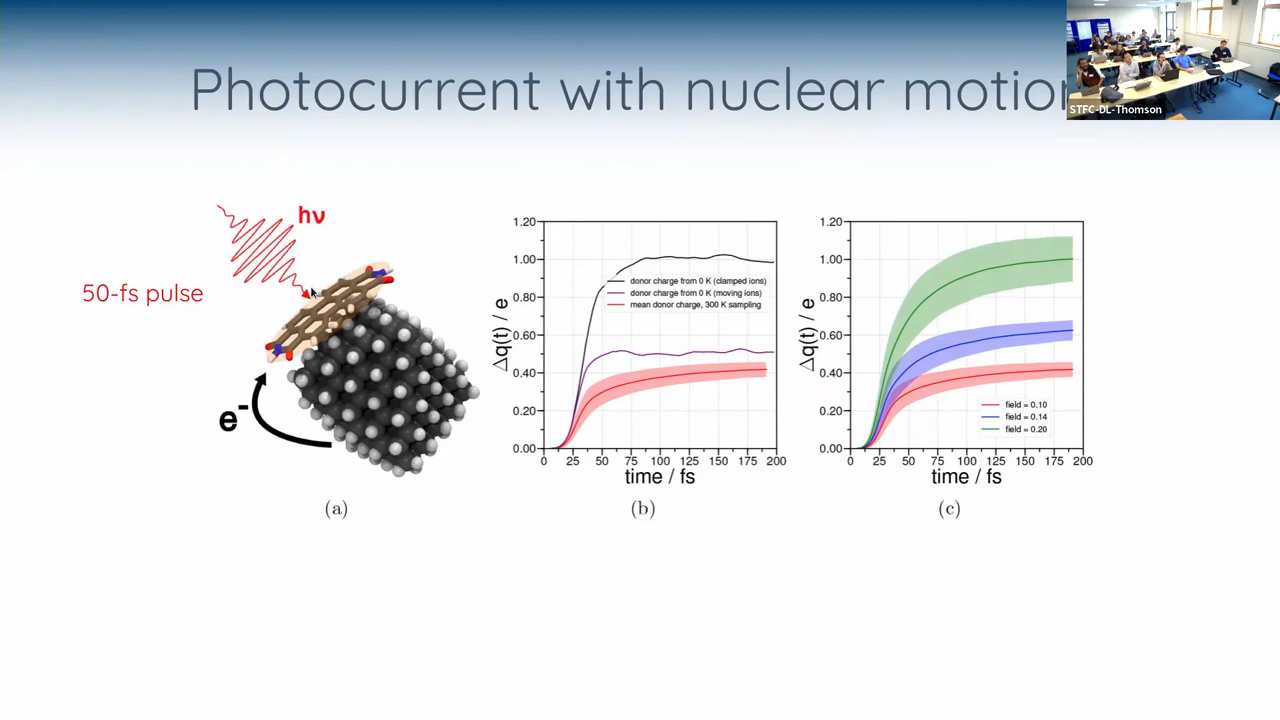 Photocurrent with nuclear motion
STFC-DL-Thomson
50-fs pulse
hν
e-
(a)
Δq(t) / e
1.20
1.00
0.80
0.60
0.40
0.20
0.00
donor charge from 0 K (clamped ions)
donor charge from 0 K (moving ions)
mean donor charge, 300 K sampling
0 25 50 75 100 125 150 175 200
time / fs
(b)
Δq(t) / e
1.20
1.00
0.80
0.60
0.40
0.20
0.00
field = 0.10
field = 0.14
field = 0.20
0 25 50 75 100 125 150 175 200
time / fs
(c)